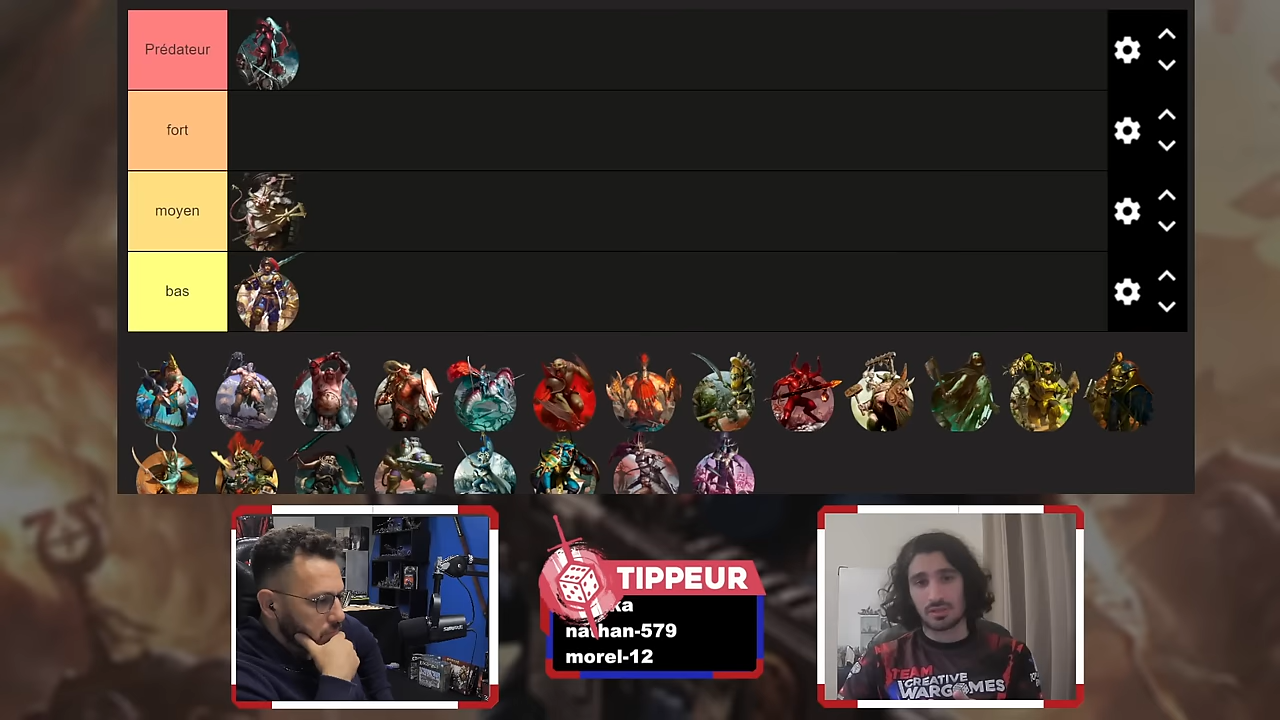 Prédateur
fort
moyen
bas
TIPPEUR
ka
nathan-579
morel-12
TEAM
CREATIVE
WARGAMES